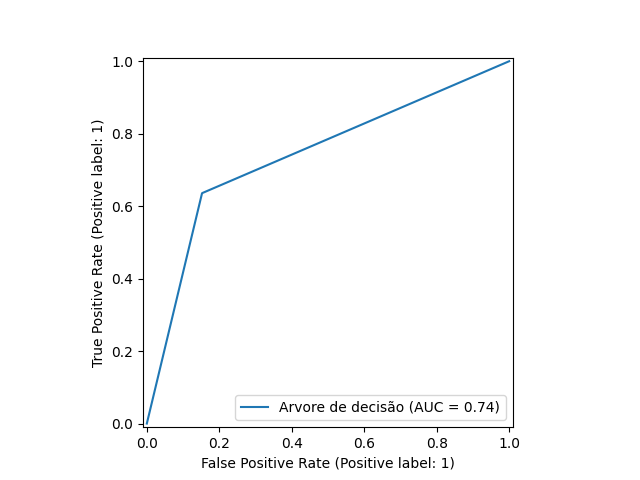 1.0
0.8
0.6
0.4
0.2
0.0
True Positive Rate (Positive label: 1)
Arvore de decisão (AUC = 0.74)
0.0 0.2 0.4 0.6 0.8 1.0
False Positive Rate (Positive label: 1)